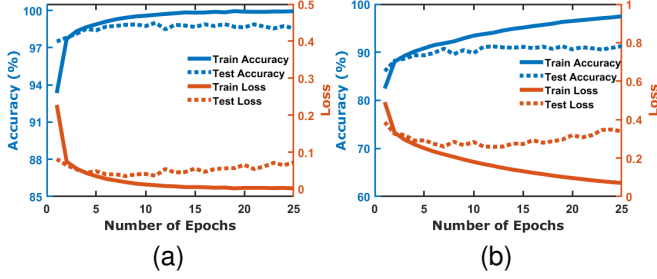 100
97
94
91
88
85
Accuracy (%)
0.5
0.4
0.3
0.2
0.1
0
Loss
Train Accuracy
Test Accuracy
Train Loss
Test Loss
0 5 10 15 20 25
Number of Epochs
(a)
100
90
80
70
60
Accuracy (%)
1
0.8
0.6
0.4
0.2
0
Loss
Train Accuracy
Test Accuracy
Train Loss
Test Loss
0 5 10 15 20 25
Number of Epochs
(b)